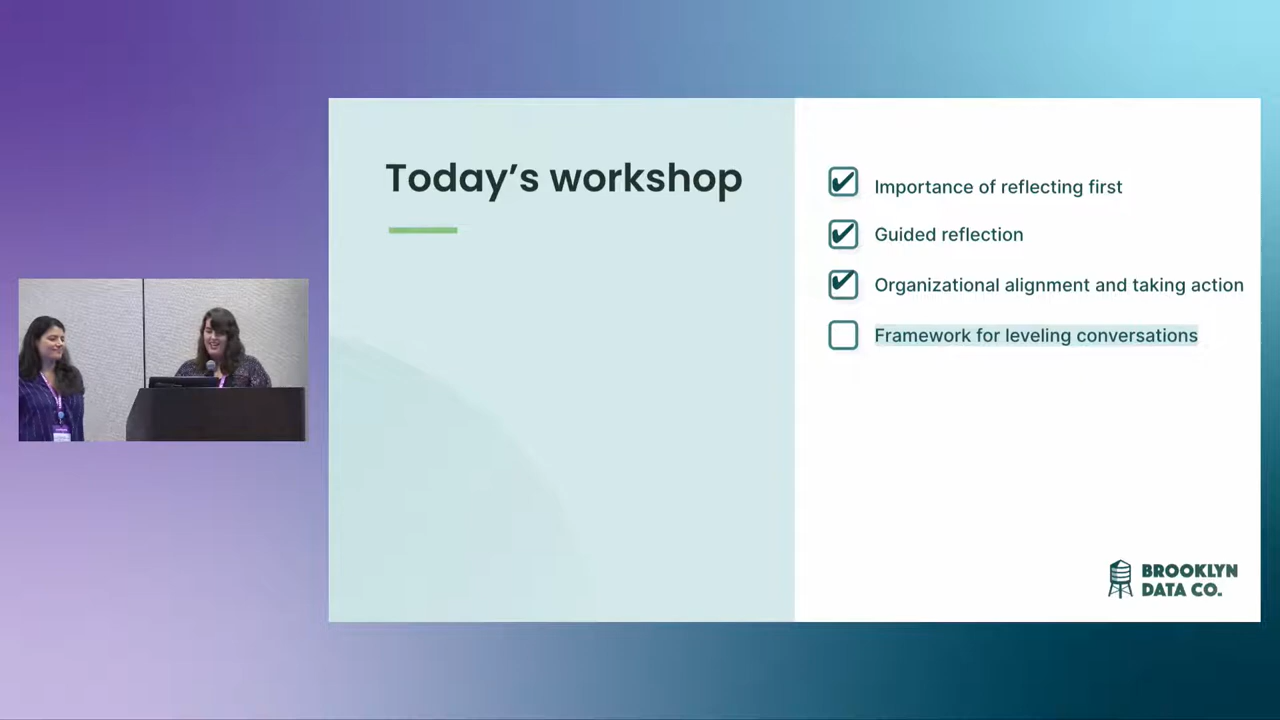 Today’s workshop
Importance of reflecting first
Guided reflection
Organizational alignment and taking action
Framework for leveling conversations
BROOKLYN
DATA CO.